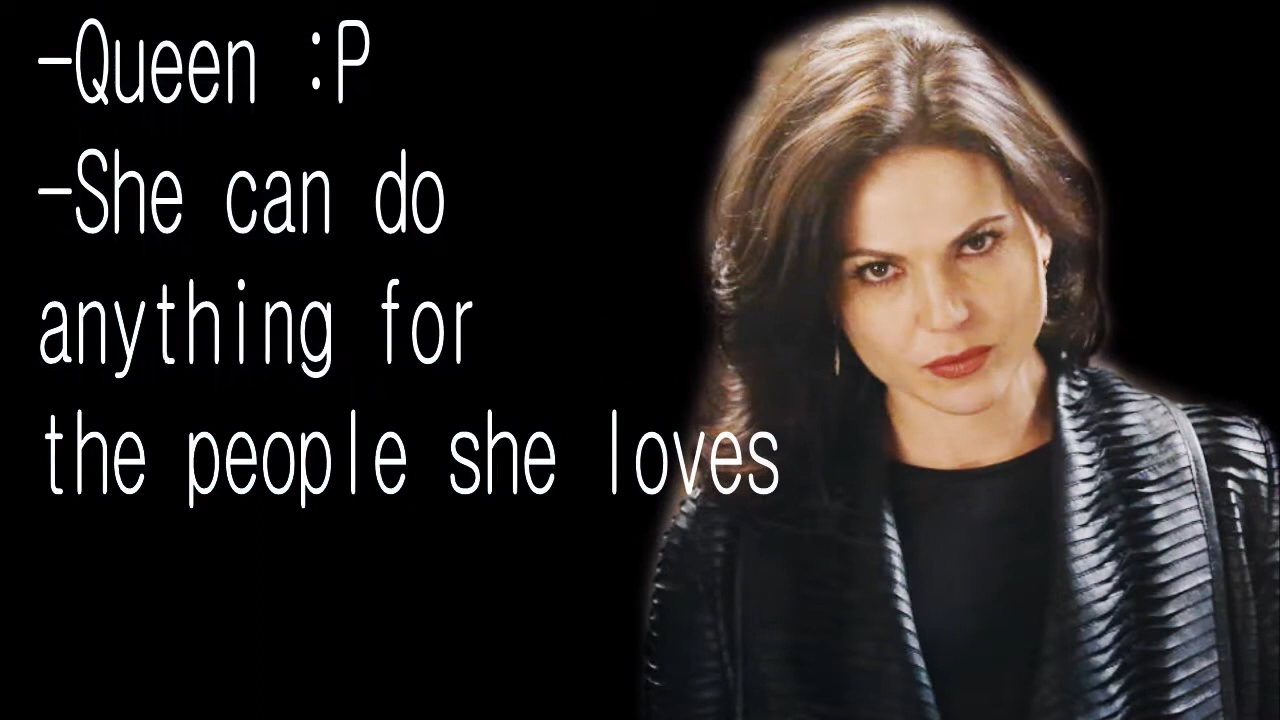 -Queen :P
-She can do
anything for
the people she loves